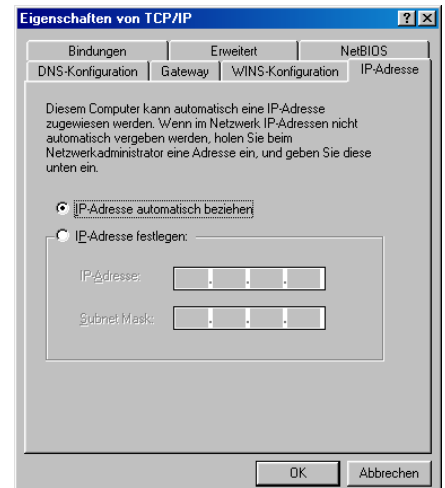 Eigenschaften von TCP/IP
Bindungen Erweitert NetBIOS
DNS-Konfiguration Gateway WINS-Konfiguration IP-Adresse
Diesem Computer kann automatisch eine IP-Adresse
zugewiesen werden. Wenn im Netzwerk IP-Adressen nicht
automatisch vergeben werden, holen Sie beim
Netzwerkadministrator eine Adresse ein, und geben Sie diese
unten ein.
IP-Adresse automatisch beziehen
IP-Adresse festlegen:
IP-Adresse:
Subnet Mask:
OK Abbrechen